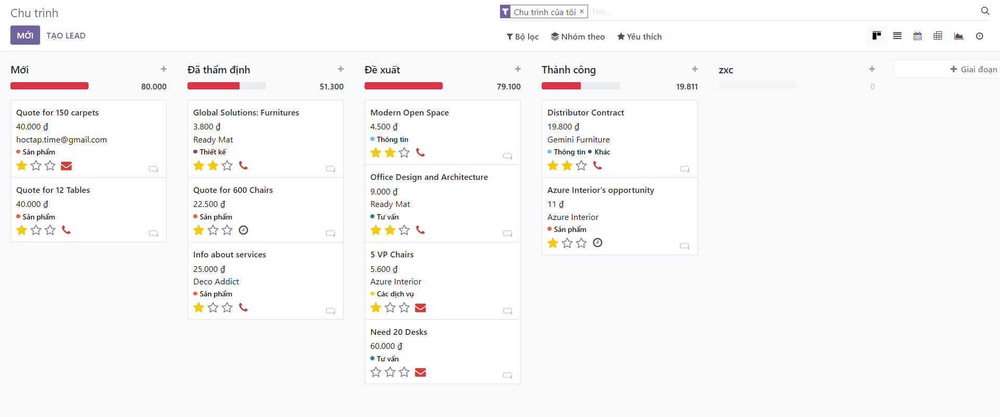 Chu trình
Chu trình của tôi ×
Tìm...
MỚI TẠO LEAD
Bộ lọc Nhóm theo Yêu thích
Mới
80.000
Quote for 150 carpets
40.000 ₫
hoctap.time@gmail.com
Sản phẩm
Quote for 12 Tables
40.000 ₫
Sản phẩm
Đã thẩm định
51.300
Global Solutions: Furnitures
3.800 ₫
Ready Mat
Thiết kế
Quote for 600 Chairs
22.500 ₫
Sản phẩm
Info about services
25.000 ₫
Deco Addict
Sản phẩm
Đề xuất
79.100
Modern Open Space
4.500 ₫
Thông tin
Office Design and Architecture
9.000 ₫
Ready Mat
Tư vấn
5 VP Chairs
5.600 ₫
Azure Interior
Các dịch vụ
Need 20 Desks
60.000 ₫
Tư vấn
Thành công
19.811
Distributor Contract
19.800 ₫
Gemini Furniture
Thông tin Khác
Azure Interior's opportunity
11 ₫
Azure Interior
Sản phẩm
zxc
0
Giai đoạn